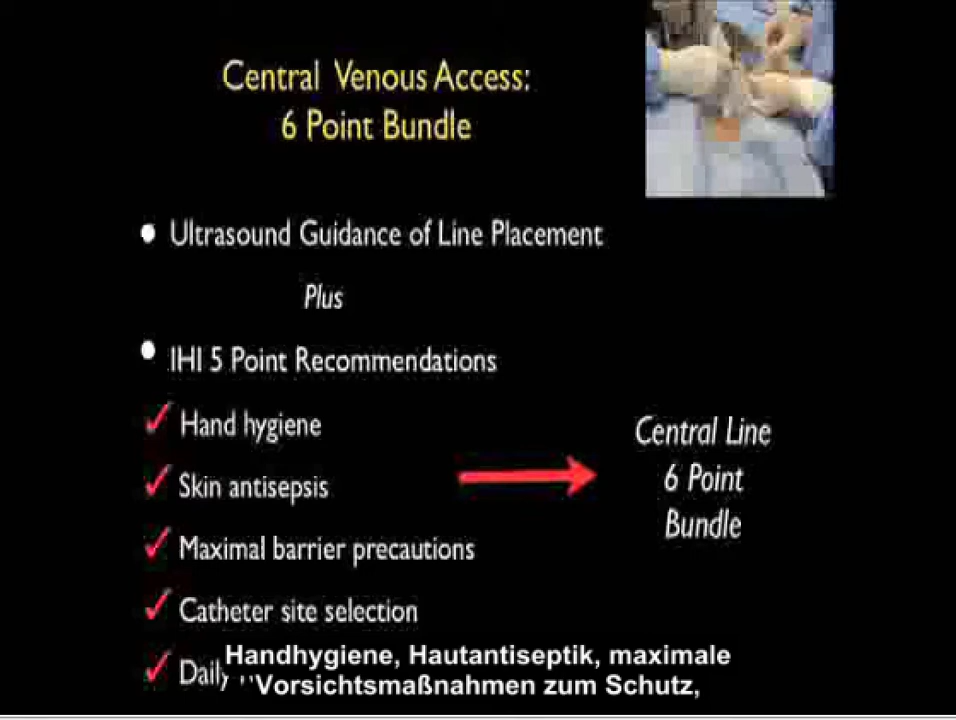 Central Venous Access:
6 Point Bundle
Ultrasound Guidance of Line Placement
Plus
IHI 5 Point Recommendations
Hand hygiene
Skin antisepsis
Maximal barrier precautions
Catheter site selection
Daily
Central Line
6 Point
Bundle
Handhygiene, Hautantiseptik, maximale
Vorsichtsmaßnahmen zum Schutz,